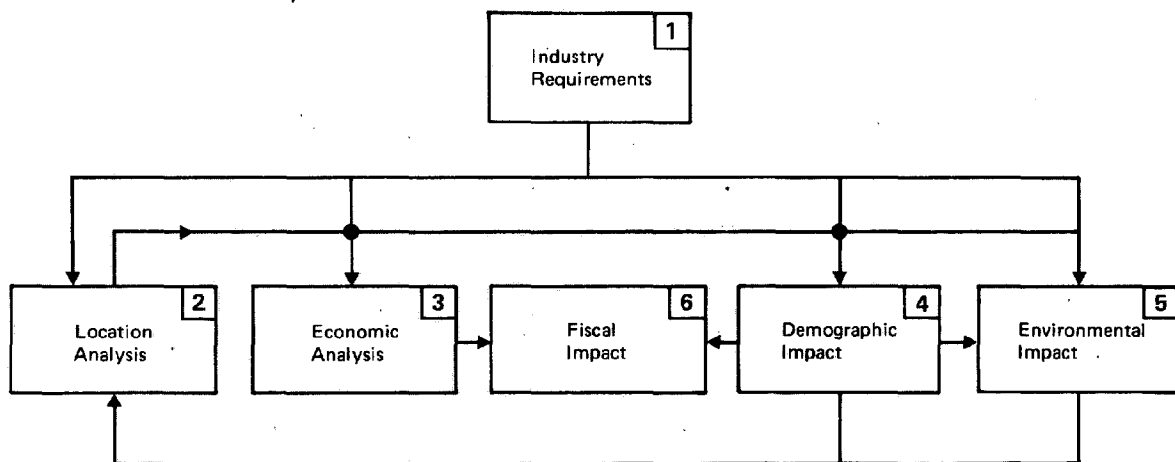 1
Industry
Requirements
2
Location
Analysis
3
Economic
Analysis
6
Fiscal
Impact
4
Demographic
Impact
5
Environmental
Impact